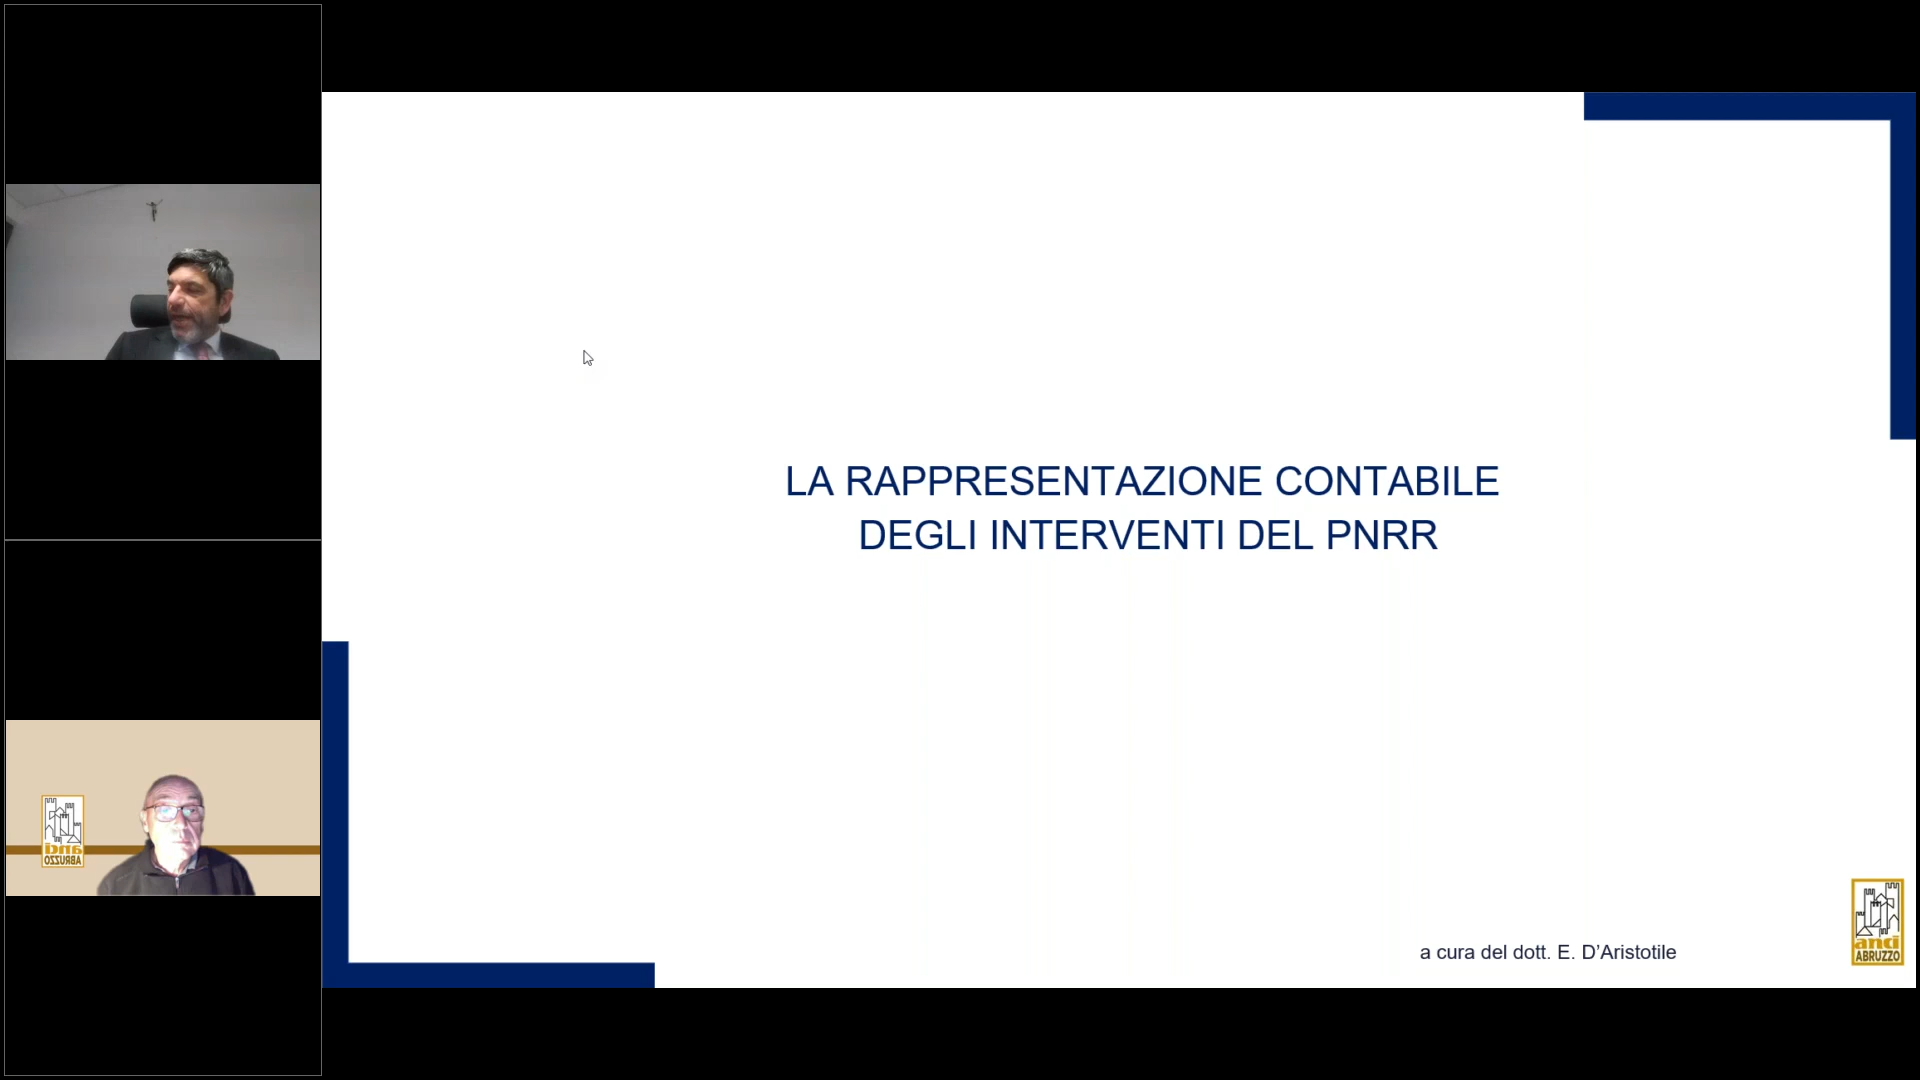 LA RAPPRESENTAZIONE CONTABILE
DEGLI INTERVENTI DEL PNRR
a cura del dott. E. D’Aristotile
anci
ABRUZZO
anci
ABRUZZO